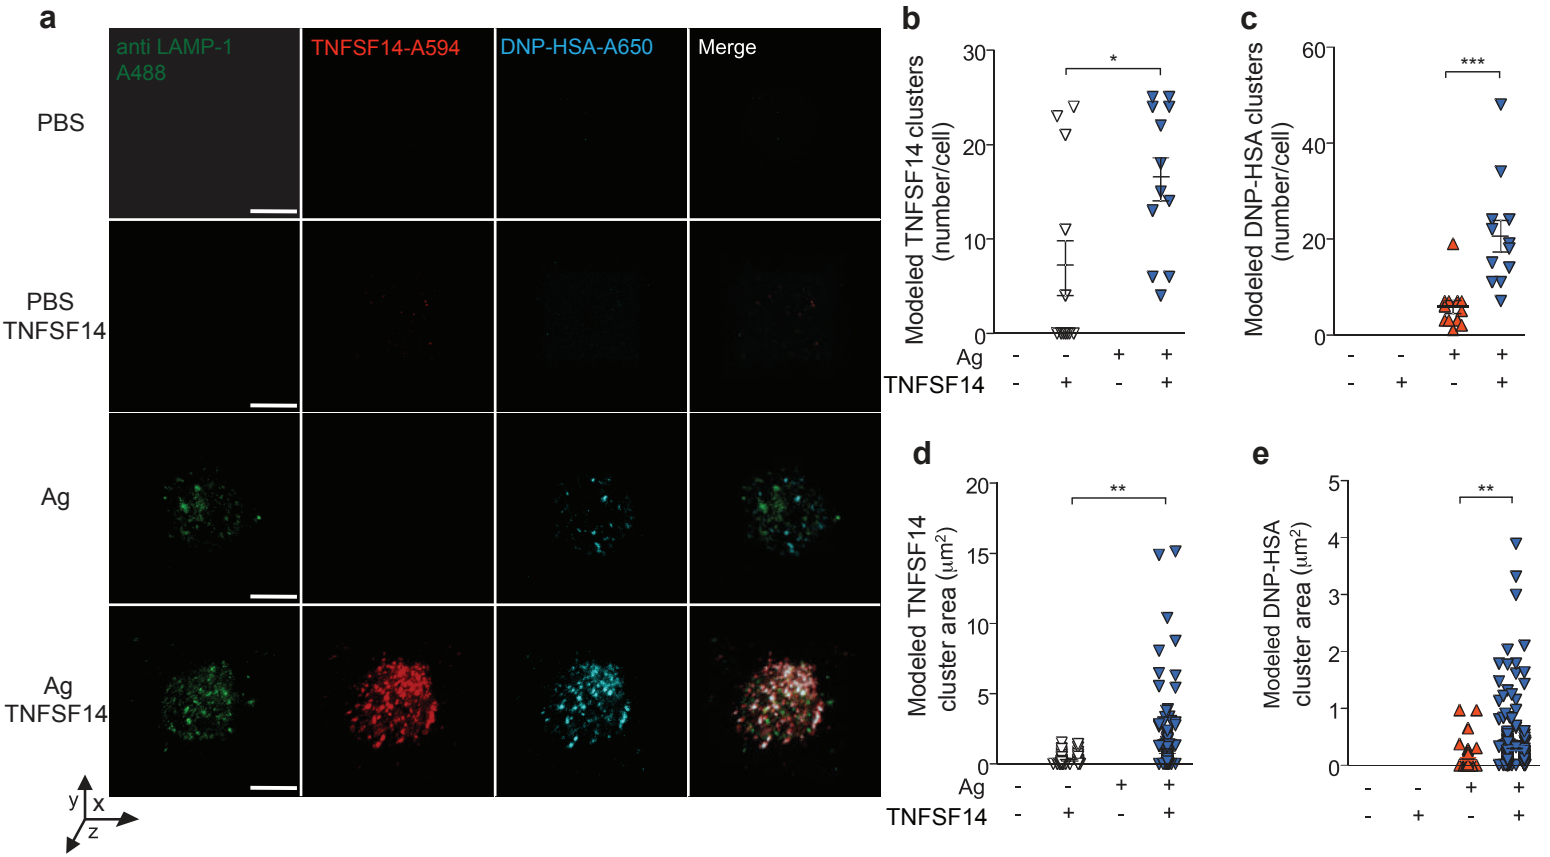 a
anti LAMP-1
A488
TNFSF14-A594
DNP-HSA-A650
Merge
PBS
PBS
TNFSF14
Ag
Ag
TNFSF14
y
x
z
b
Modeled TNFSF14 clusters
(number/cell)
30
20
10
0
*
Ag - - + +
TNFSF14 - + - +
c
Modeled DNP-HSA clusters
(number/cell)
60
40
20
0
***
- - + +
- + - +
d
Modeled TNFSF14
cluster area (μm²)
20
15
10
5
0
**
Ag - - + +
TNFSF14 - + - +
e
Modeled DNP-HSA
cluster area (μm²)
5
4
3
2
1
0
**
- - + +
- + - +